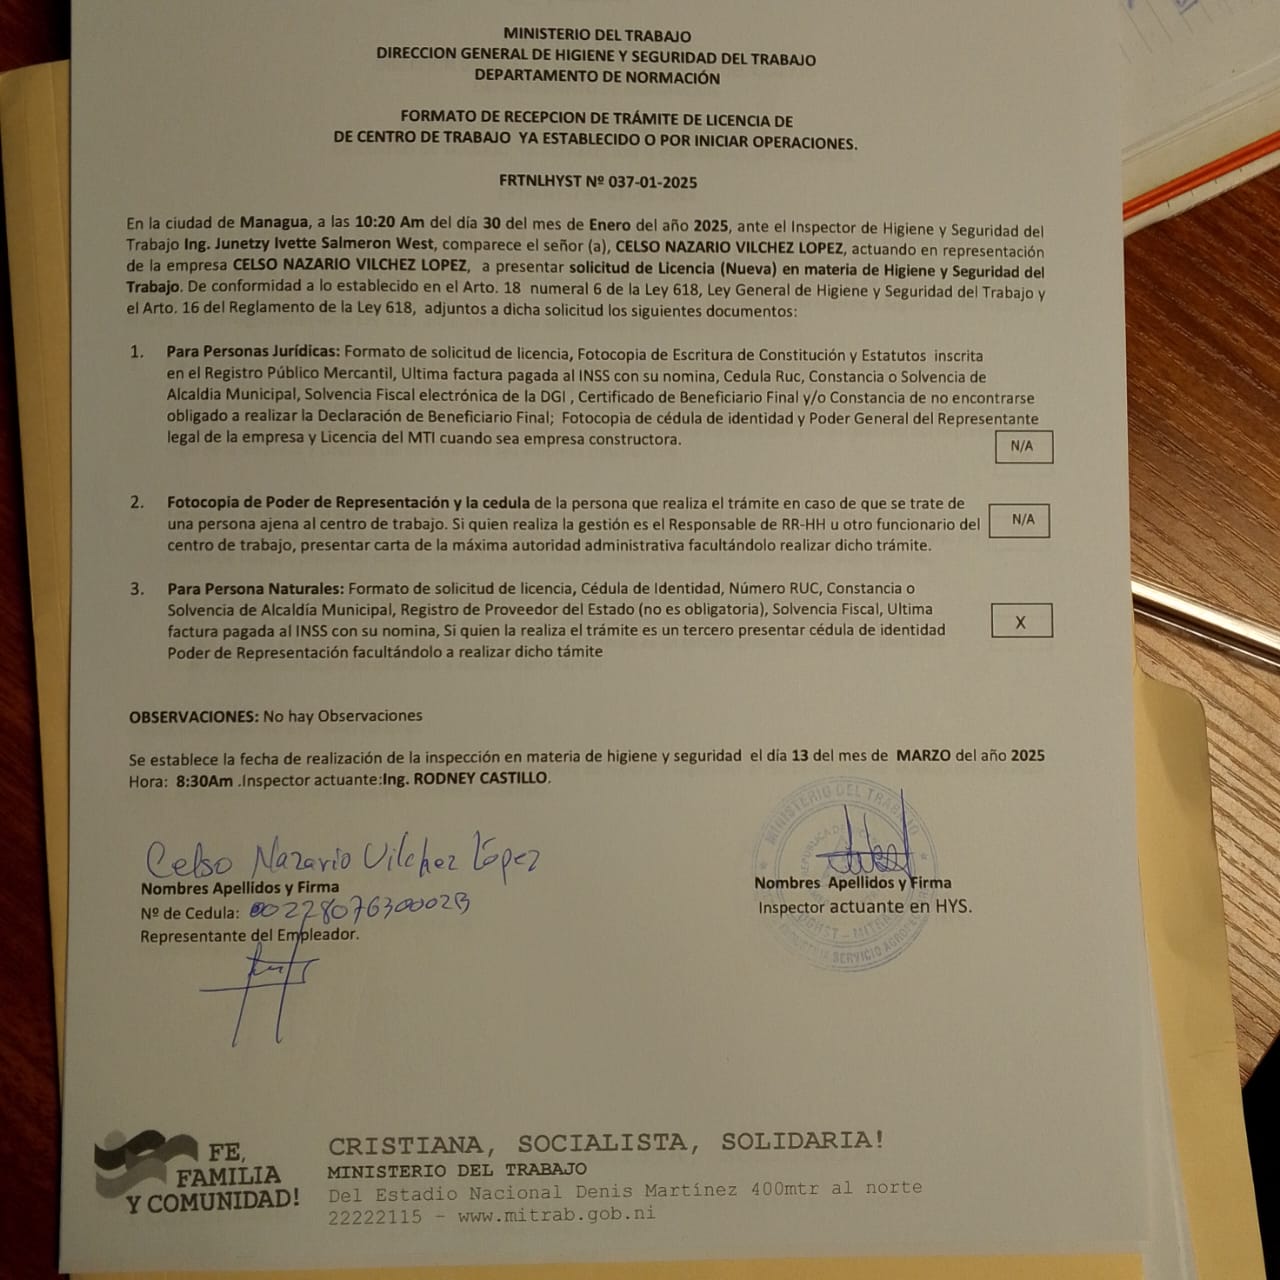 MINISTERIO DEL TRABAJO
DIRECCION GENERAL DE HIGIENE Y SEGURIDAD DEL TRABAJO
DEPARTAMENTO DE NORMACIÓN
FORMATO DE RECEPCION DE TRÁMITE DE LICENCIA DE
DE CENTRO DE TRABAJO YA ESTABLECIDO O POR INICIAR OPERACIONES.
FRTNLHYST Nº 037-01-2025
En la ciudad de Managua, a las 10:20 Am del día 30 del mes de Enero del año 2025, ante el Inspector de Higiene y Seguridad del
Trabajo Ing. Junetzy Ivette Salmeron West, comparece el señor (a), CELSO NAZARIO VILCHEZ LOPEZ, actuando en representación
de la empresa CELSO NAZARIO VILCHEZ LOPEZ, a presentar solicitud de Licencia (Nueva) en materia de Higiene y Seguridad del
Trabajo. De conformidad a lo establecido en el Arto. 18 numeral 6 de la Ley 618, Ley General de Higiene y Seguridad del Trabajo y
el Arto. 16 del Reglamento de la Ley 618, adjuntos a dicha solicitud los siguientes documentos:
1. Para Personas Jurídicas: Formato de solicitud de licencia, Fotocopia de Escritura de Constitución y Estatutos inscrita
en el Registro Público Mercantil, Ultima factura pagada al INSS con su nomina, Cedula Ruc, Constancia o Solvencia de
Alcaldia Municipal, Solvencia Fiscal electrónica de la DGI , Certificado de Beneficiario Final y/o Constancia de no encontrarse
obligado a realizar la Declaración de Beneficiario Final; Fotocopia de cédula de identidad y Poder General del Representante
legal de la empresa y Licencia del MTI cuando sea empresa constructora.
N/A
2. Fotocopia de Poder de Representación y la cedula de la persona que realiza el trámite en caso de que se trate de
una persona ajena al centro de trabajo. Si quien realiza la gestión es el Responsable de RR-HH u otro funcionario del
centro de trabajo, presentar carta de la máxima autoridad administrativa facultándolo realizar dicho trámite.
N/A
3. Para Persona Naturales: Formato de solicitud de licencia, Cédula de Identidad, Número RUC, Constancia o
Solvencia de Alcaldía Municipal, Registro de Proveedor del Estado (no es obligatoria), Solvencia Fiscal, Ultima
factura pagada al INSS con su nomina, Si quien la realiza el trámite es un tercero presentar cédula de identidad
Poder de Representación facultándolo a realizar dicho támite
X
OBSERVACIONES: No hay Observaciones
Se establece la fecha de realización de la inspección en materia de higiene y seguridad el día 13 del mes de MARZO del año 2025
Hora: 8:30Am .Inspector actuante:Ing. RODNEY CASTILLO.
Celso Nazario Vilchez López
Nombres Apellidos y Firma
Nº de Cedula: 0022807630002B
Representante del Empleador.
MINISTERIO DEL TRABAJO
Nombres Apellidos y Firma
Inspector actuante en HYS.
FE,
FAMILIA
Y COMUNIDAD!
CRISTIANA, SOCIALISTA, SOLIDARIA!
MINISTERIO DEL TRABAJO
Del Estadio Nacional Denis Martínez 400mtr al norte
22222115 - www.mitrab.gob.ni